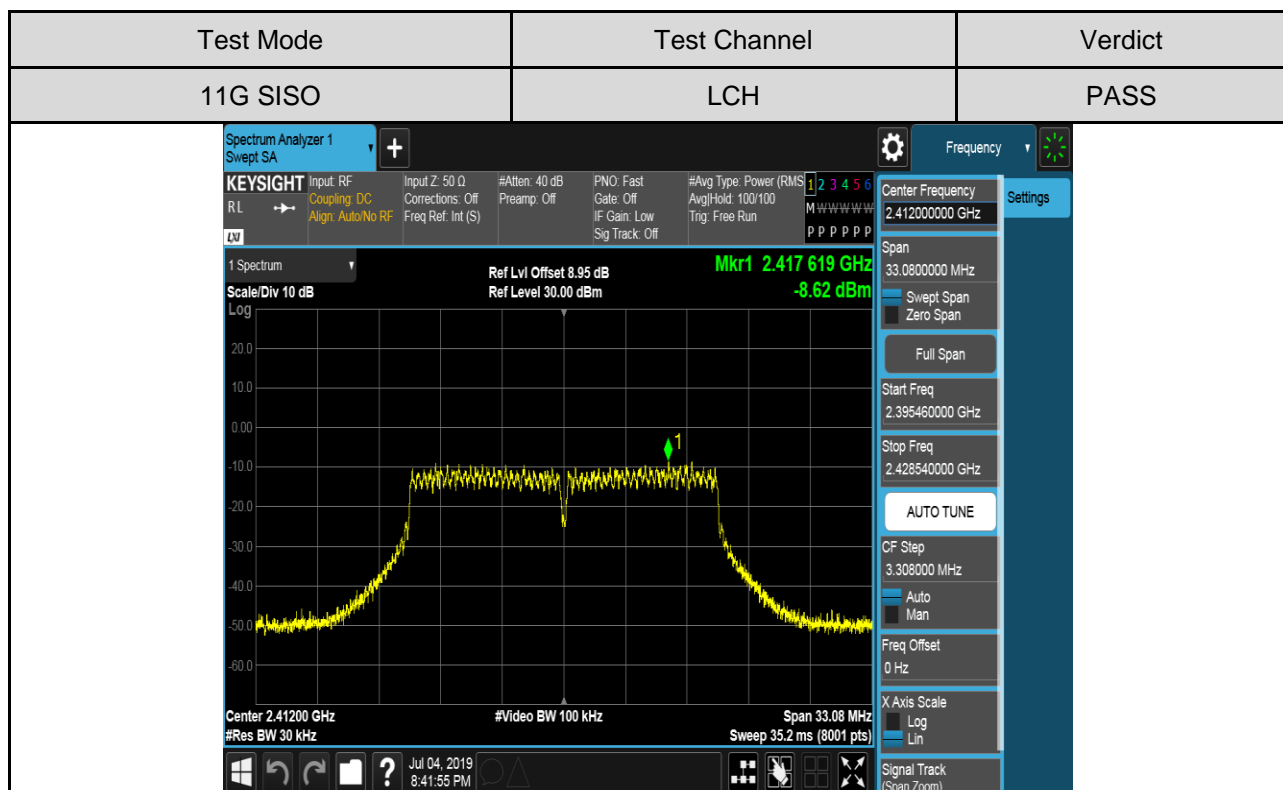 Test Mode Test Channel Verdict
11G SISO LCH PASS
Spectrum Analyzer 1
Swept SA
+
Frequency
KEYSIGHT Input: RF Input Z: 50 Ω #Atten: 40 dB PNO: Fast #Avg Type: Power (RMS 1 2 3 4 5 6
RL Coupling: DC Corrections: Off Preamp: Off Gate: Off Avg|Hold: 100/100 M W W W W W
Align: Auto/No RF Freq Ref: Int (S) IF Gain: Low Trig: Free Run
LXI Sig Track: Off P P P P P P
1 Spectrum
Ref Lvl Offset 8.95 dB Mkr1 2.417 619 GHz
Scale/Div 10 dB Ref Level 30.00 dBm -8.62 dBm
Log
20.0
10.0
0.00
-10.0
-20.0
-30.0
-40.0
-50.0
-60.0
1
Center 2.41200 GHz #Video BW 100 kHz Span 33.08 MHz
#Res BW 30 kHz Sweep 35.2 ms (8001 pts)
?
Jul 04, 2019
8:41:55 PM
Center Frequency
2.412000000 GHz
Settings
Span
33.0800000 MHz
Swept Span
Zero Span
Full Span
Start Freq
2.395460000 GHz
Stop Freq
2.428540000 GHz
AUTO TUNE
CF Step
3.308000 MHz
Auto
Man
Freq Offset
0 Hz
X Axis Scale
Log
Lin
Signal Track
(Span Zoom)